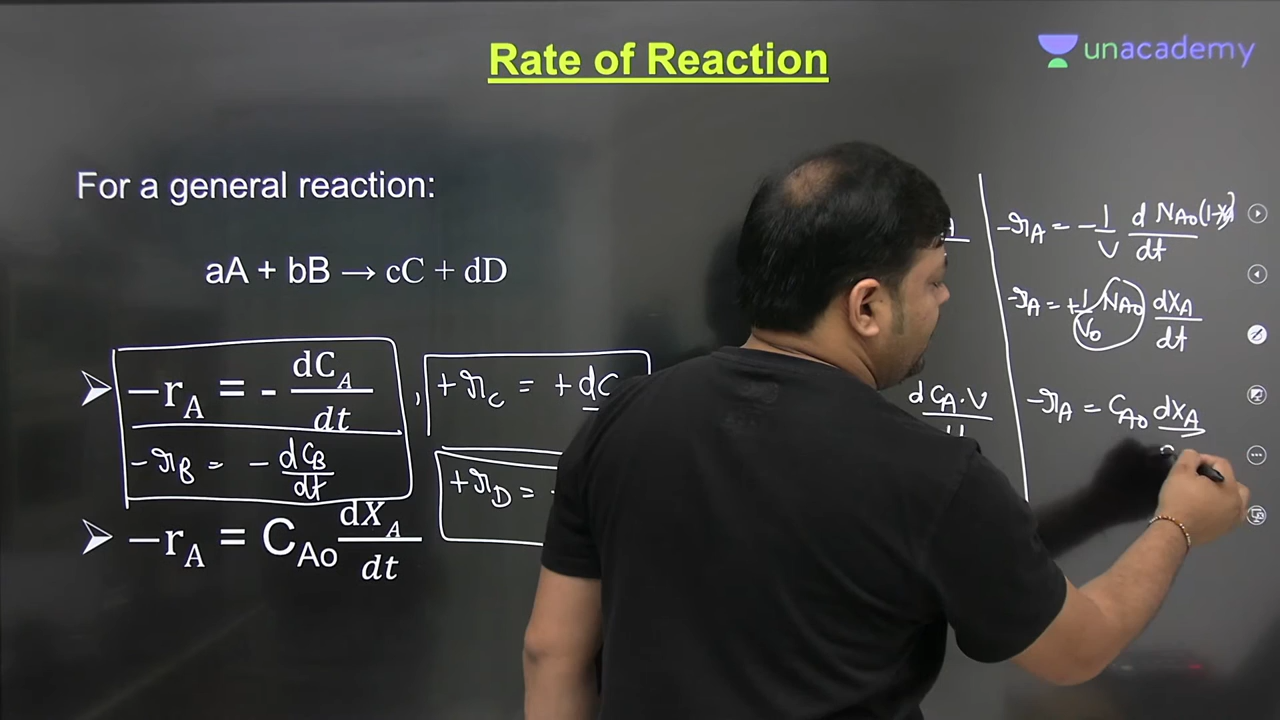 Rate of Reaction
unacademy
For a general reaction:
aA + bB → cC + dD
−r_A = - dC_A/dt
, +r_C = + dC
−r_B = − dC_B/dt
+r_D =
−r_A = C_Ao dX_A/dt
dC_A.V
−r_A = −1/V d N_Ao(1-X_A)/dt
−r_A = +1/V_o N_Ao dX_A/dt
−r_A = C_Ao dX_A